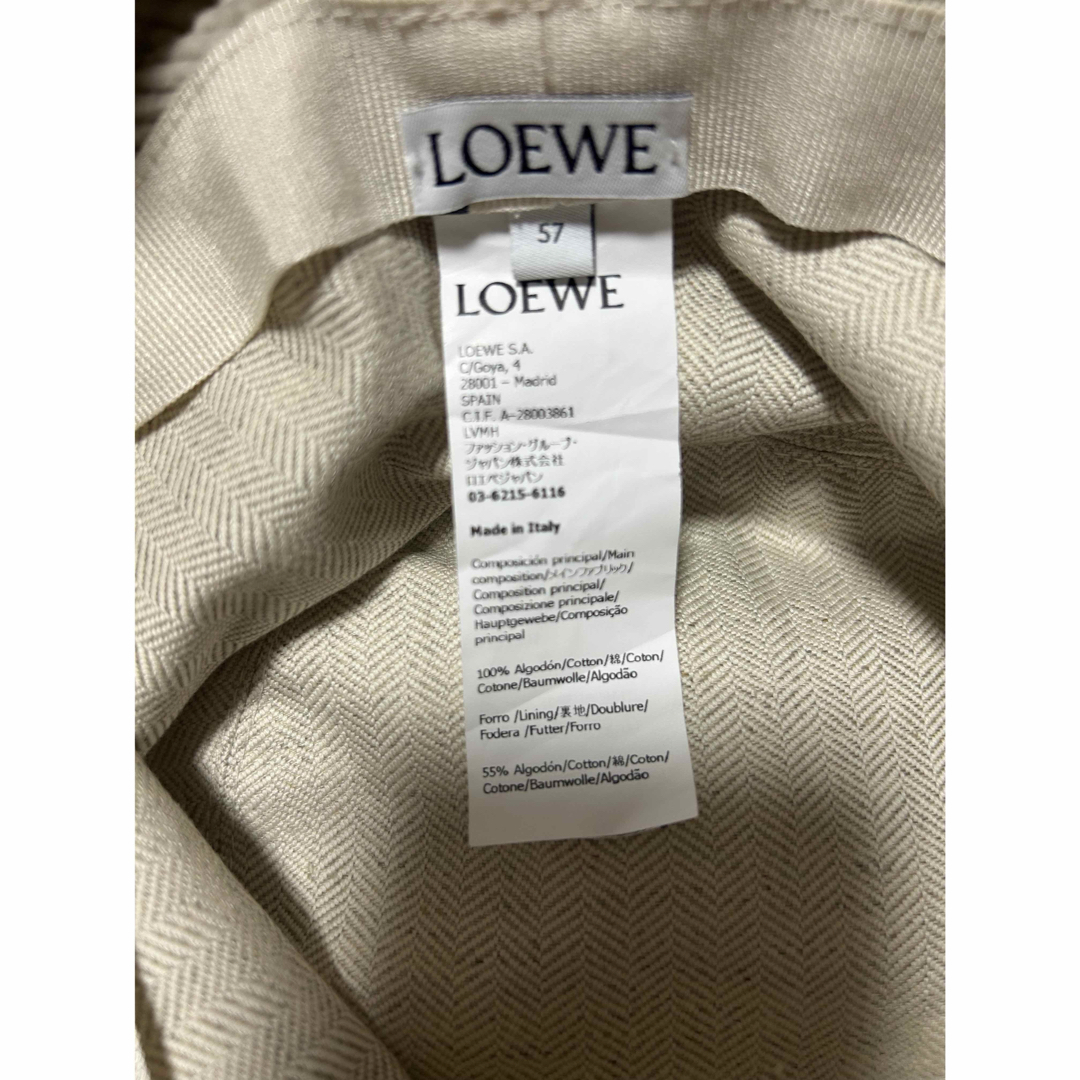 LOEWE
57
LOEWE
LOEWE S.A.
C/Goya, 4
28001 - Madrid
SPAIN
C.I.F. A-28003861
LVMH
ファッション・グループ・
ジャパン株式会社
ロエベジャパン
03-6215-6116
Made in Italy
Composición principal/Main
composition/メインファブリック/
Composition principal/
Composizione principale/
Hauptgewebe/Composição
principal
100% Algodón/Cotton/綿/Coton/
Cotone/Baumwolle/Algodão
Forro /Lining/裏地/Doublure/
Fodera /Futter/Forro
55% Algodón/Cotton/綿/Coton/
Cotone/Baumwolle/Algodão